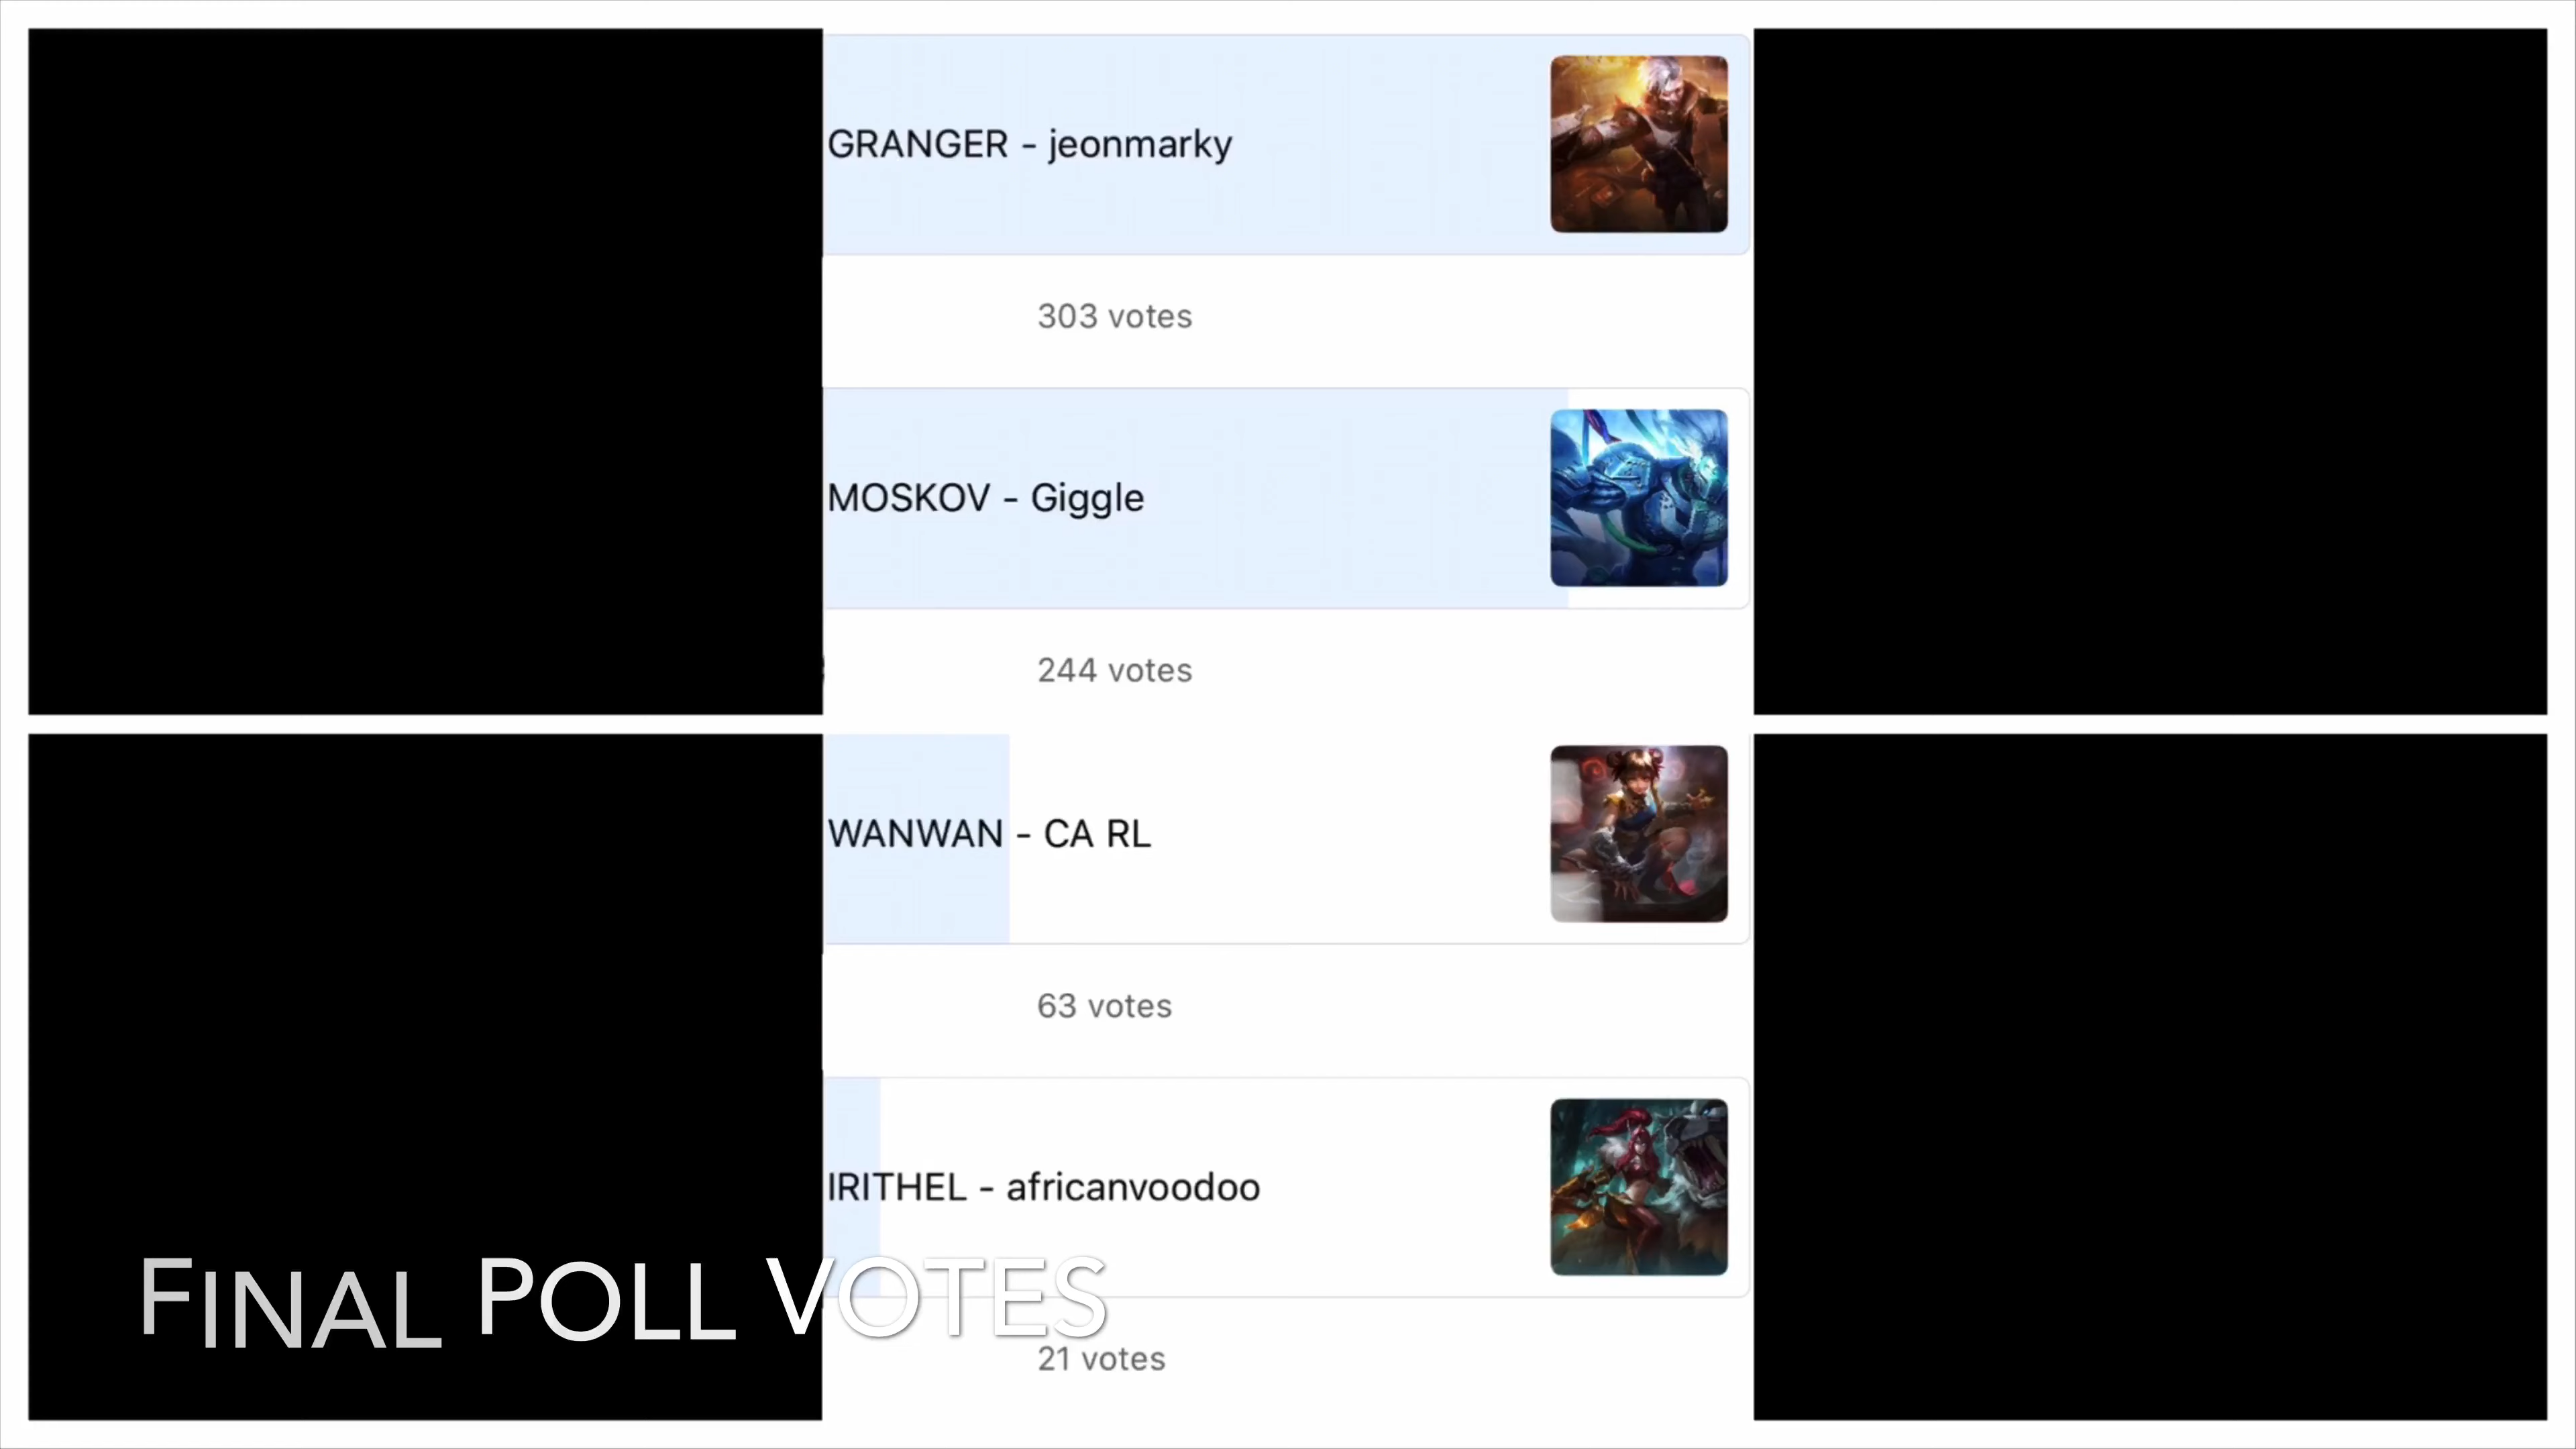 GRANGER - jeonmarky
303 votes
MOSKOV - Giggle
244 votes
WANWAN - CA RL
63 votes
IRITHEL - africanvoodoo
FINAL POLL VOTES
21 votes